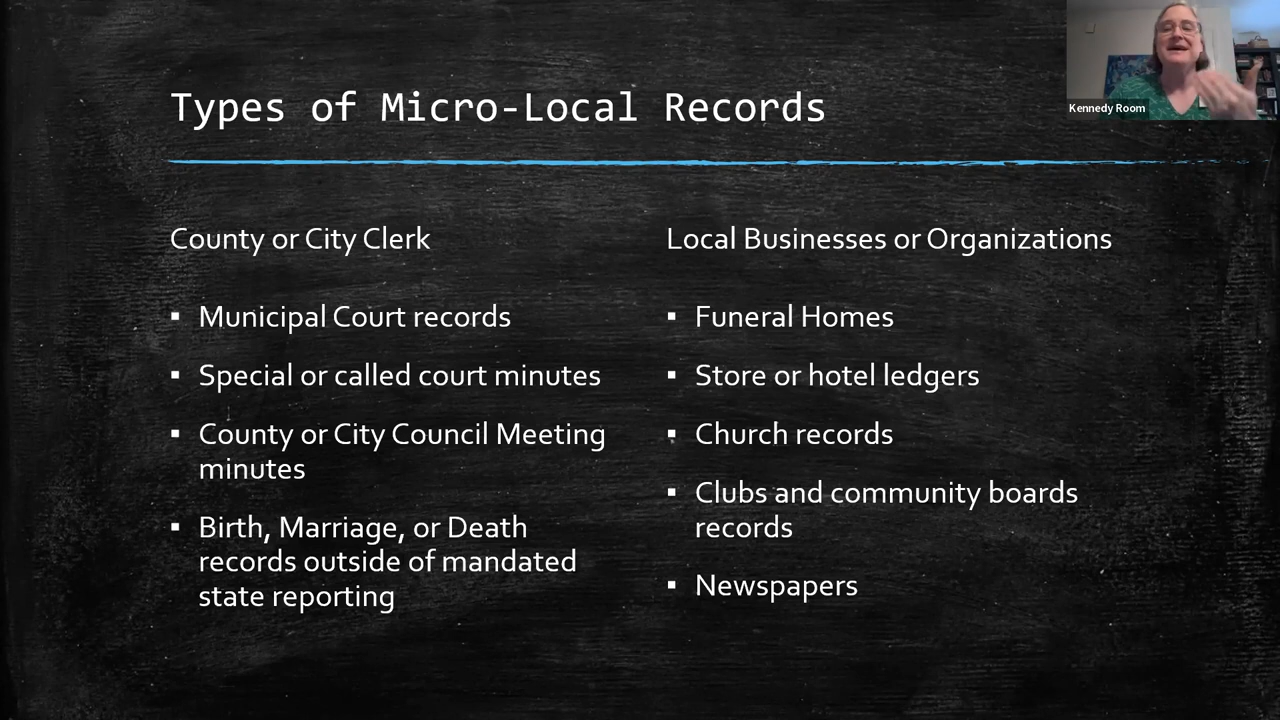 Types of Micro-Local Records
Kennedy Room
County or City Clerk
▪ Municipal Court records
▪ Special or called court minutes
▪ County or City Council Meeting
minutes
▪ Birth, Marriage, or Death
records outside of mandated
state reporting
Local Businesses or Organizations
▪ Funeral Homes
▪ Store or hotel ledgers
▪ Church records
▪ Clubs and community boards
records
▪ Newspapers